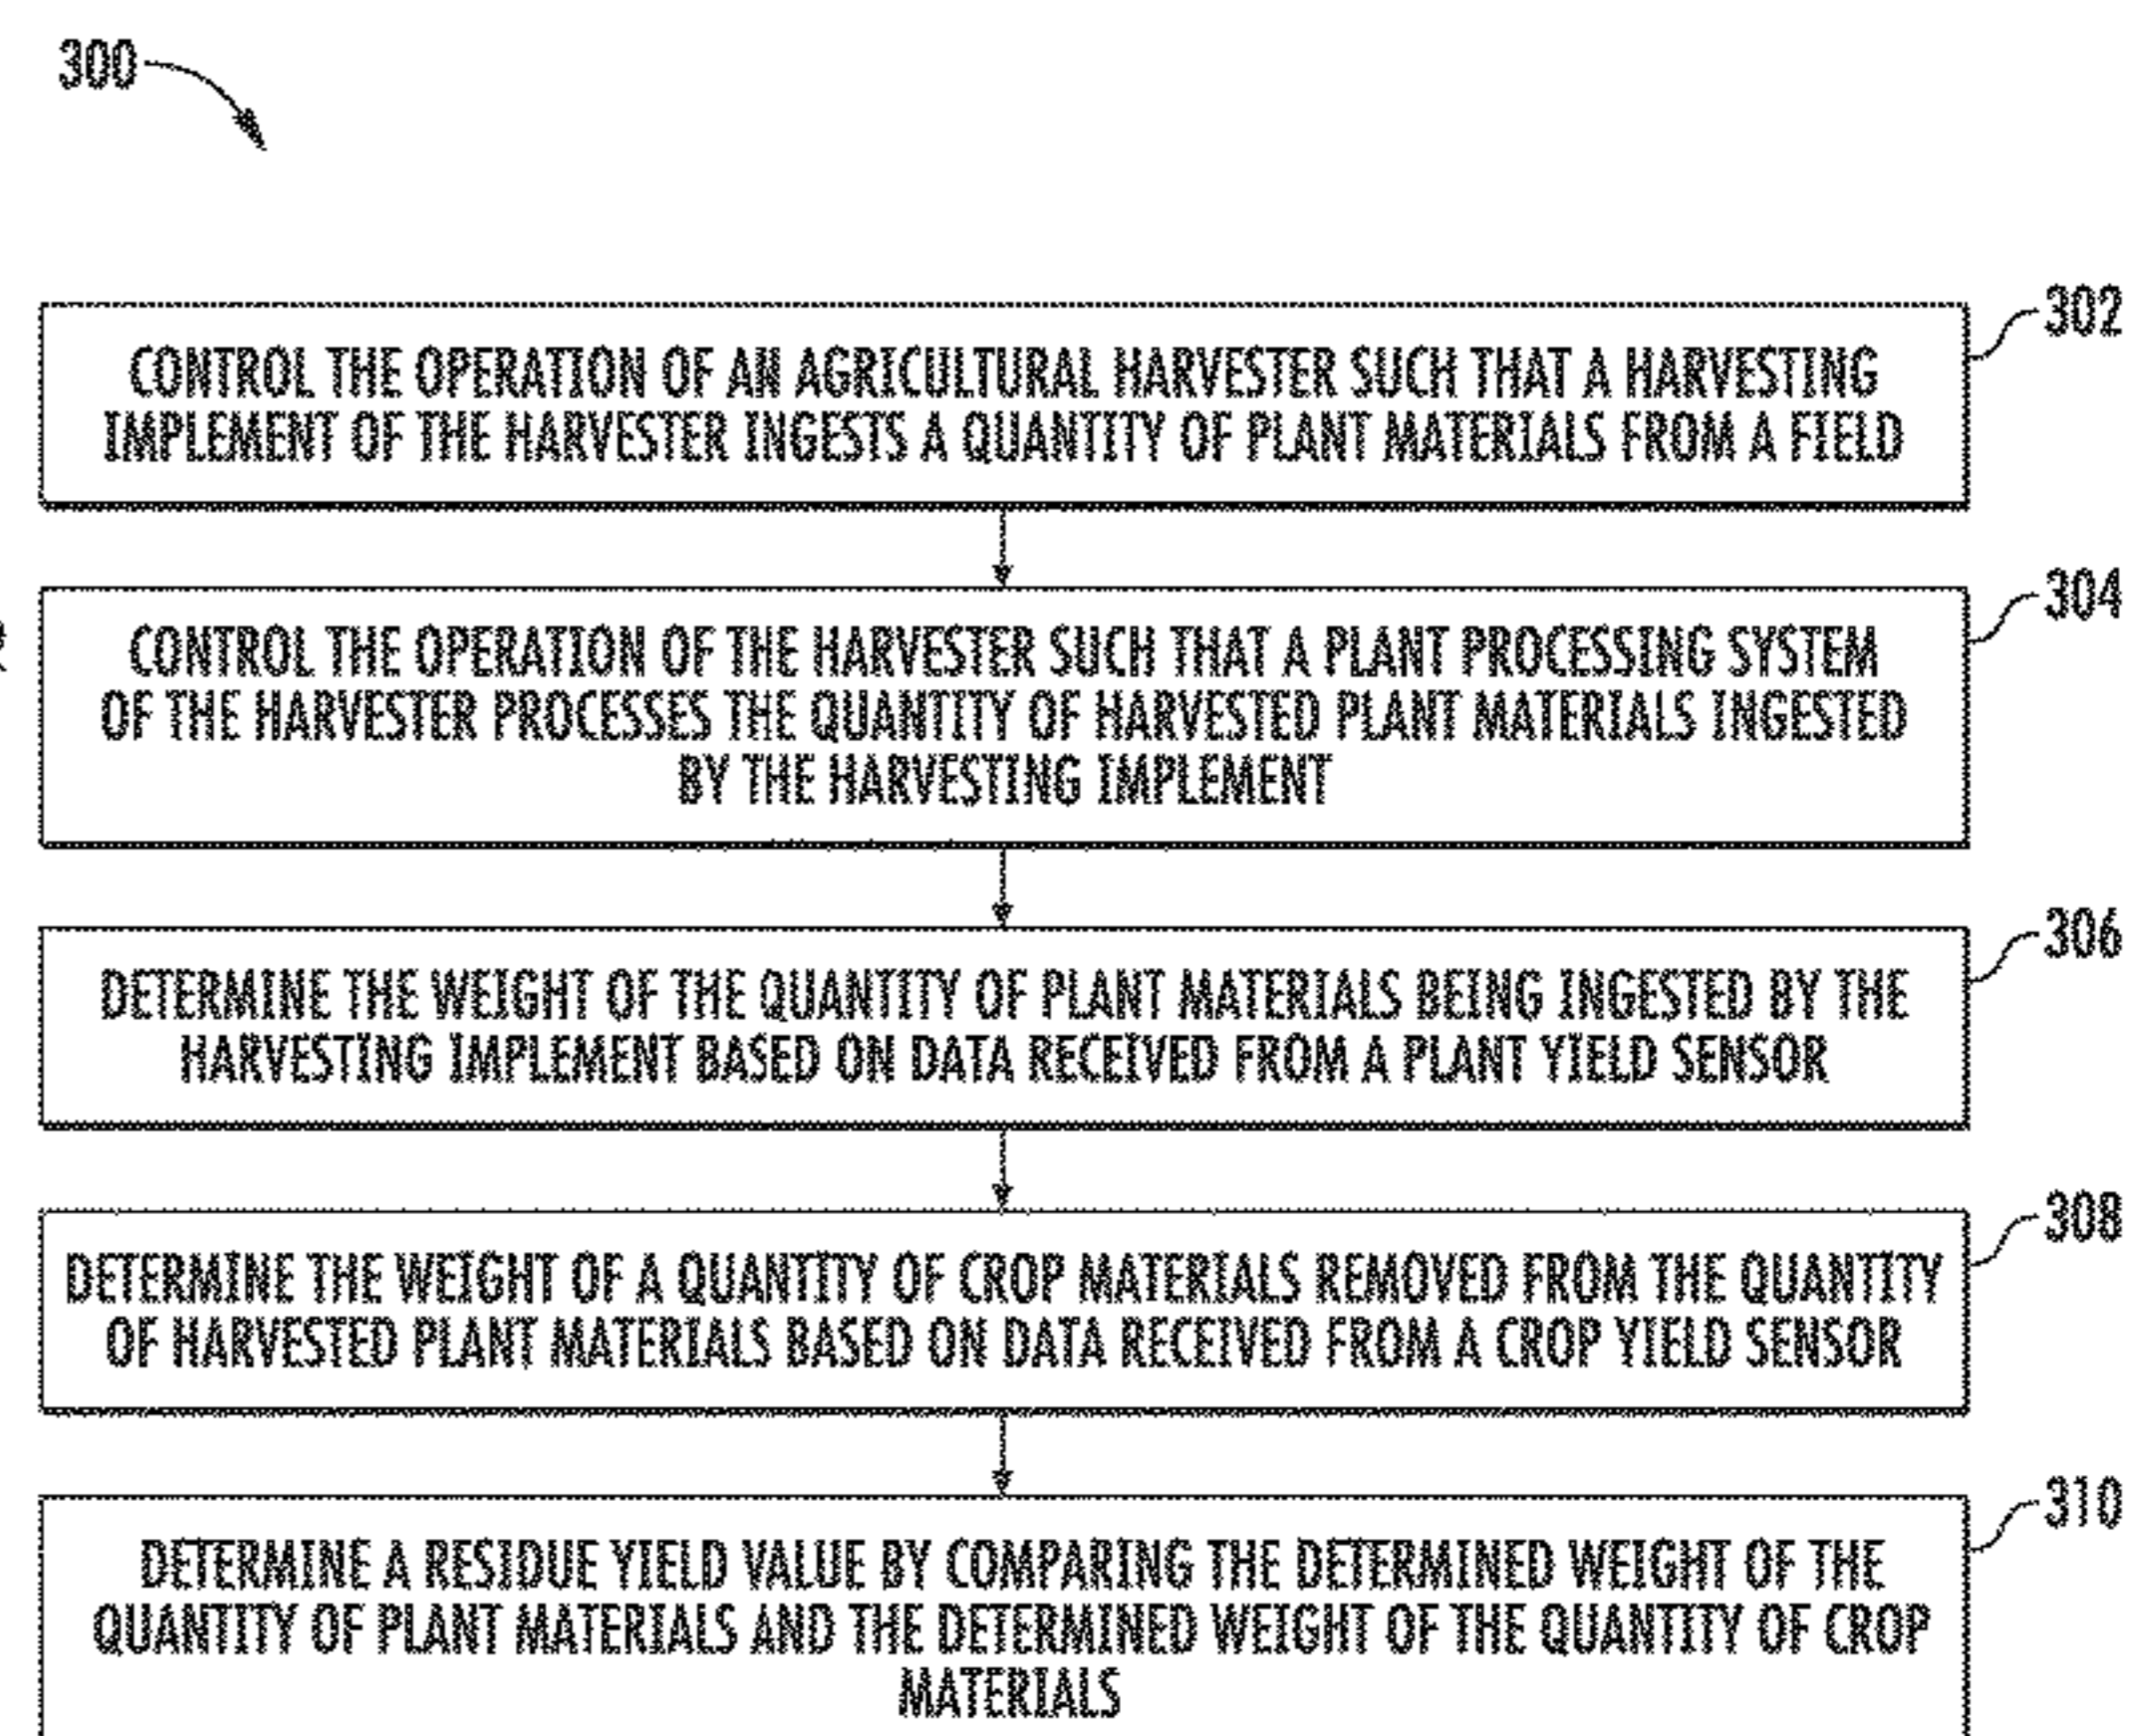 300
302
CONTROL THE OPERATION OF AN AGRICULTURAL HARVESTER SUCH THAT A HARVESTING
IMPLEMENT OF THE HARVESTER INGESTS A QUANTITY OF PLANT MATERIALS FROM A FIELD
304
CONTROL THE OPERATION OF THE HARVESTER SUCH THAT A PLANT PROCESSING SYSTEM
OF THE HARVESTER PROCESSES THE QUANTITY OF HARVESTED PLANT MATERIALS INGESTED
BY THE HARVESTING IMPLEMENT
306
DETERMINE THE WEIGHT OF THE QUANTITY OF PLANT MATERIALS BEING INGESTED BY THE
HARVESTING IMPLEMENT BASED ON DATA RECEIVED FROM A PLANT YIELD SENSOR
308
DETERMINE THE WEIGHT OF A QUANTITY OF CROP MATERIALS REMOVED FROM THE QUANTITY
OF HARVESTED PLANT MATERIALS BASED ON DATA RECEIVED FROM A CROP YIELD SENSOR
310
DETERMINE A RESIDUE YIELD VALUE BY COMPARING THE DETERMINED WEIGHT OF THE
QUANTITY OF PLANT MATERIALS AND THE DETERMINED WEIGHT OF THE QUANTITY OF CROP
MATERIALS